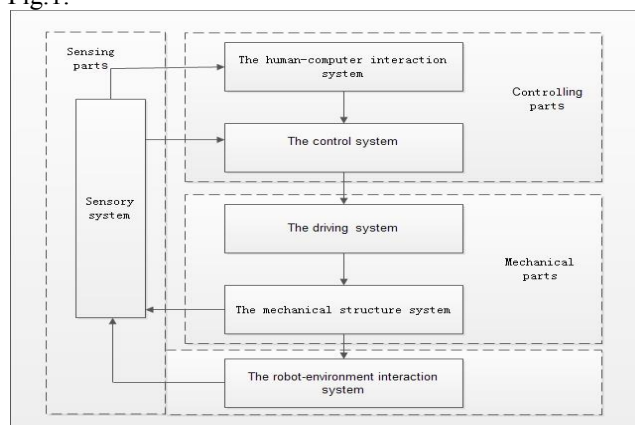 Fig.1.
Sensing
parts
The human-computer interaction
system
Controlling
parts
The control system
Sensory
system
The driving system
Mechanical
parts
The mechanical structure system
The robot-environment interaction
system